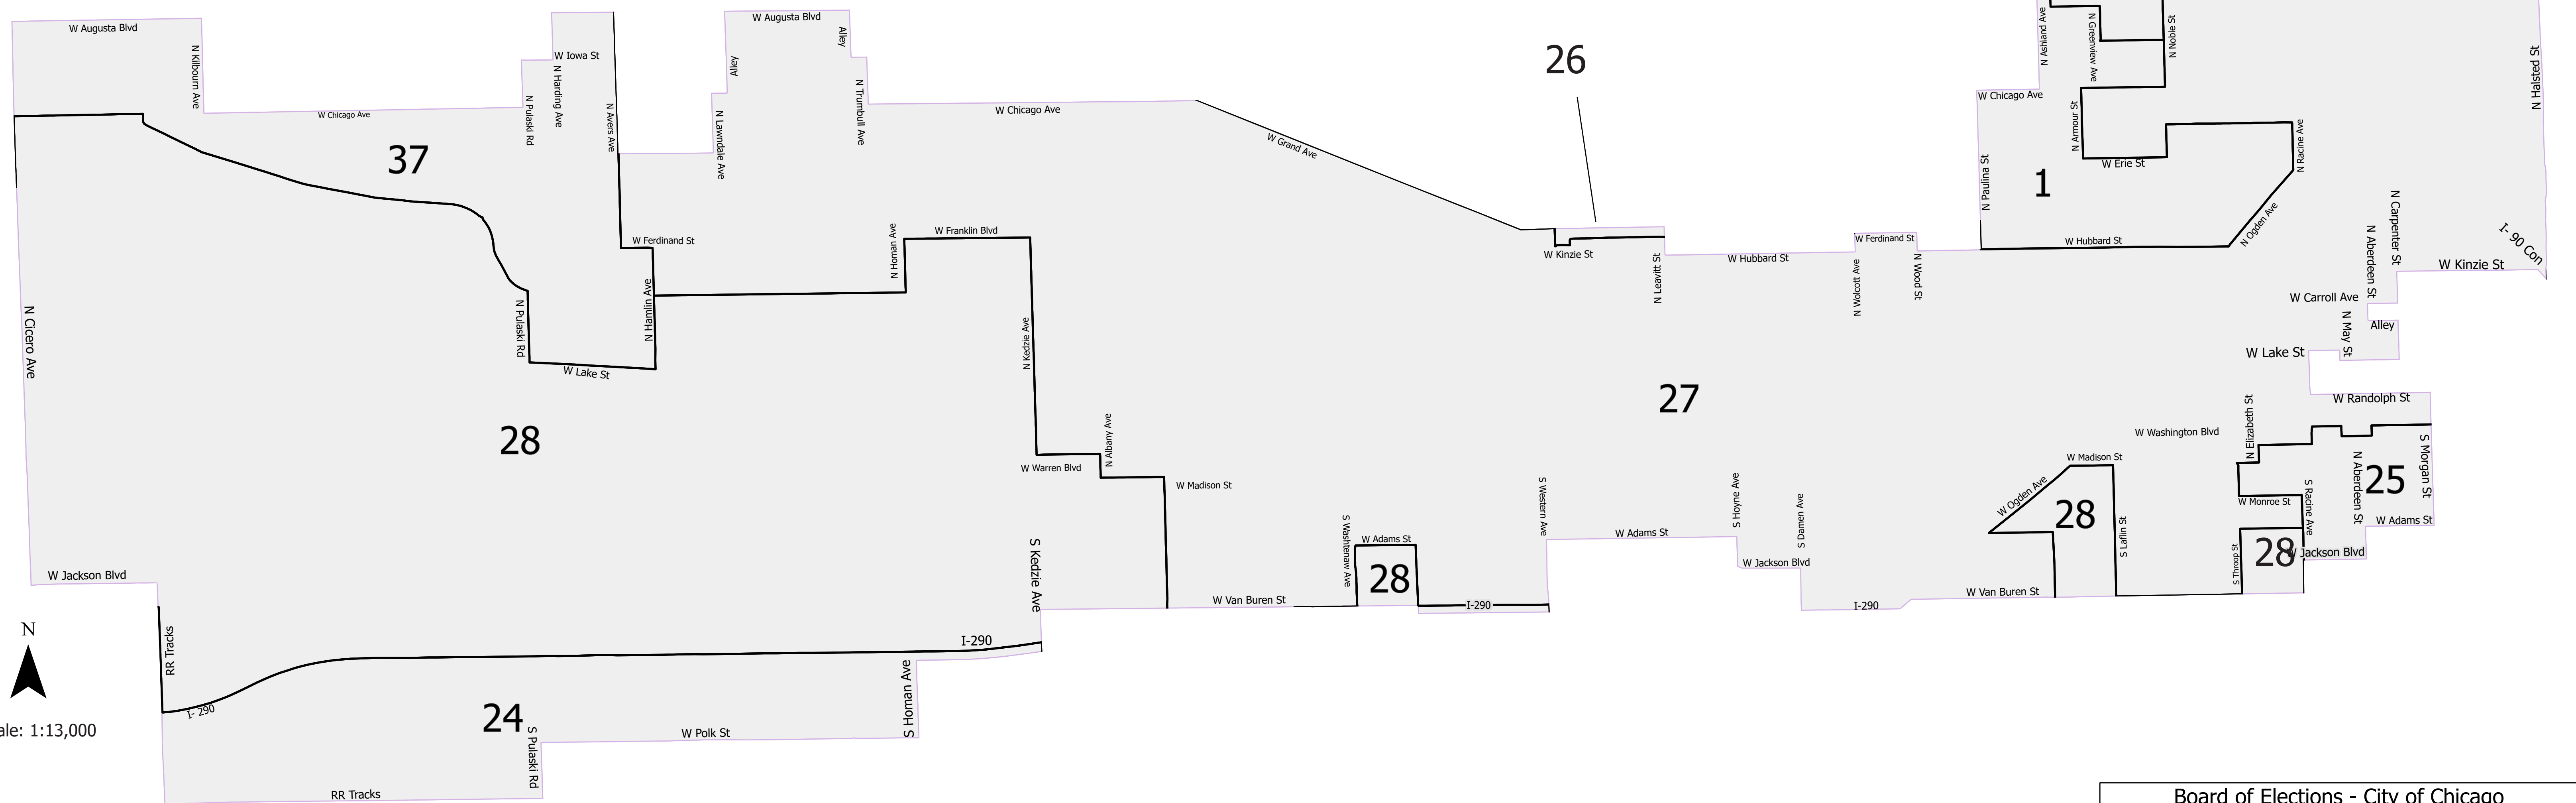 W Augusta Blvd
W Augusta Blvd
Alley
N Ashland Ave
N Greenview Ave
N Noble St
N Halsted St
N Kilbourn Ave
W Iowa St
N Harding Ave
Alley
26
N Pulaski Rd
N Avers Ave
N Lawndale Ave
N Trumbull Ave
W Chicago Ave
W Chicago Ave
W Chicago Ave
W Grand Ave
N Armour St
N Racine Ave
W Erie St
37
N Paulina St
1
N Ogden Ave
N Carpenter St
N Aberdeen St
I- 90 Con
W Ferdinand St
N Homan Ave
W Franklin Blvd
W Kinzie St
N Leavitt St
W Hubbard St
W Ferdinand St
N Wolcott Ave
N Wood St
W Hubbard St
W Kinzie St
W Carroll Ave
N May St
Alley
W Lake St
N Cicero Ave
N Pulaski Rd
N Hamlin Ave
W Lake St
N Kedzie Ave
27
W Randolph St
28
N Albany Ave
W Warren Blvd
W Madison St
W Washington Blvd
N Elizabeth St
W Madison St
W Ogden Ave
28
S Laflin St
W Monroe St
S Racine Ave
N Aberdeen St
25
S Morgan St
W Adams St
W Jackson Blvd
28
S Throop St
S Western Ave
W Adams St
S Hoyne Ave
S Damen Ave
W Jackson Blvd
S Washtenaw Ave
W Adams St
28
W Van Buren St
I-290
I-290
W Van Buren St
W Jackson Blvd
S Kedzie Ave
N
RR Tracks
I-290
I- 290
24
S Homan Ave
ale: 1:13,000
S Pulaski Rd
W Polk St
RR Tracks
Board of Elections - City of Chicago